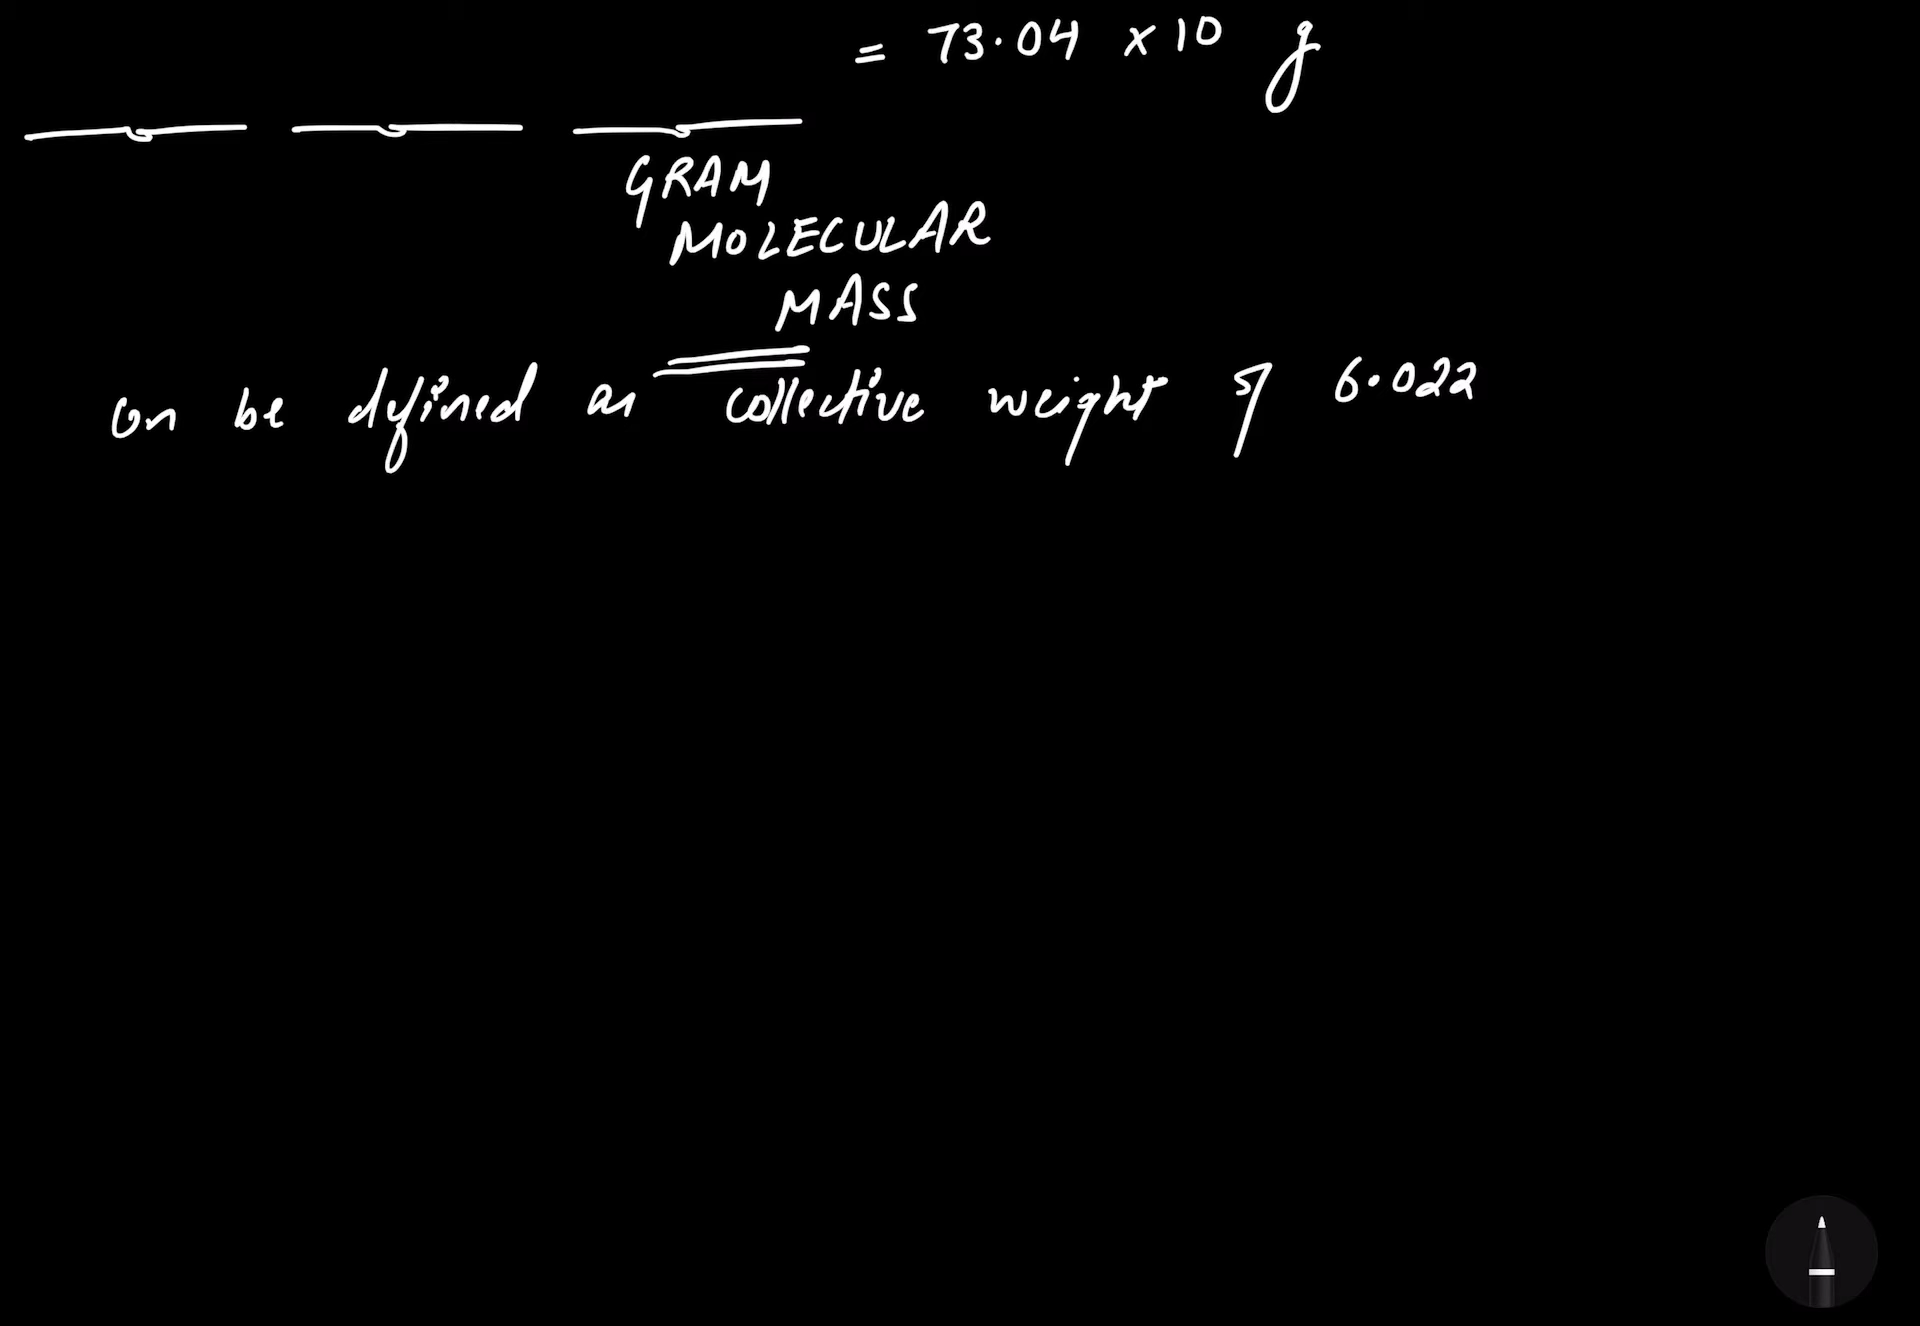 = 73.04 x 10 g
GRAM
MOLECULAR
MASS
can be defined as collective weight of 6.022